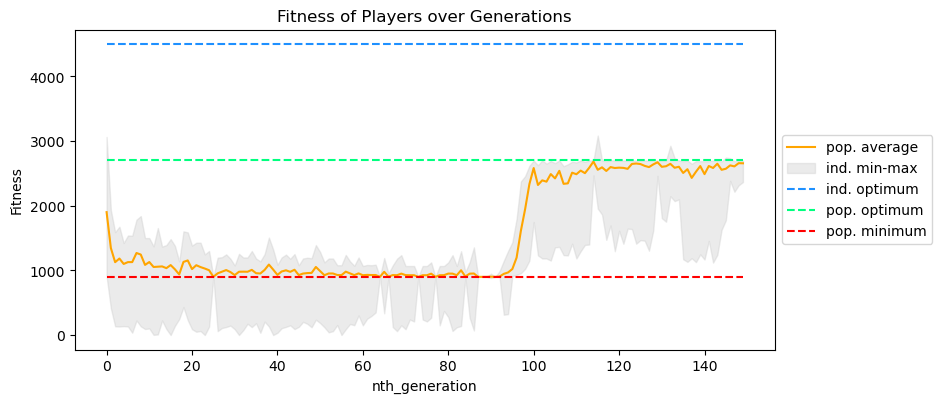 Fitness of Players over Generations
Fitness
4000
3000
2000
1000
0
0 20 40 60 80 100 120 140
nth_generation
pop. average
ind. min-max
ind. optimum
pop. optimum
pop. minimum